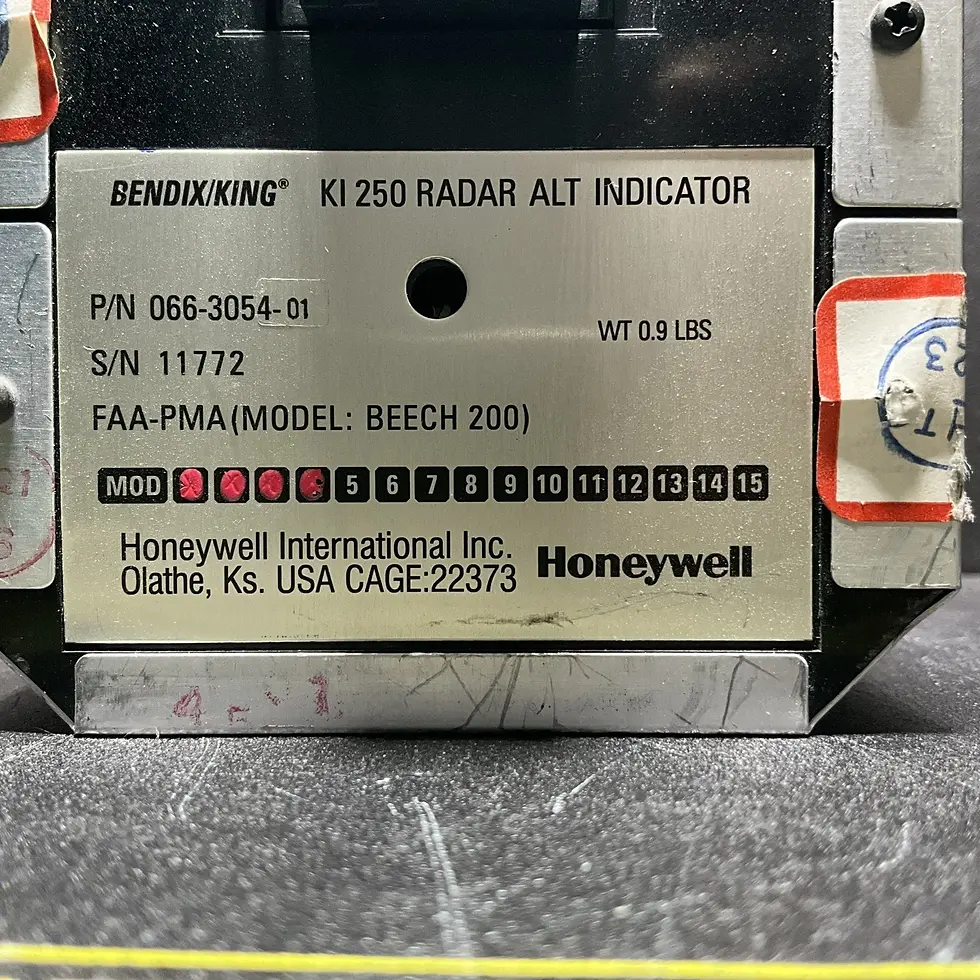 BENDIX/KING® KI 250 RADAR ALT INDICATOR
P/N 066-3054-01
WT 0.9 LBS
S/N 11772
FAA-PMA(MODEL: BEECH 200)
MOD 5 6 7 8 9 10 11 12 13 14 15
Honeywell International Inc.
Olathe, Ks. USA CAGE:22373
Honeywell
4-1